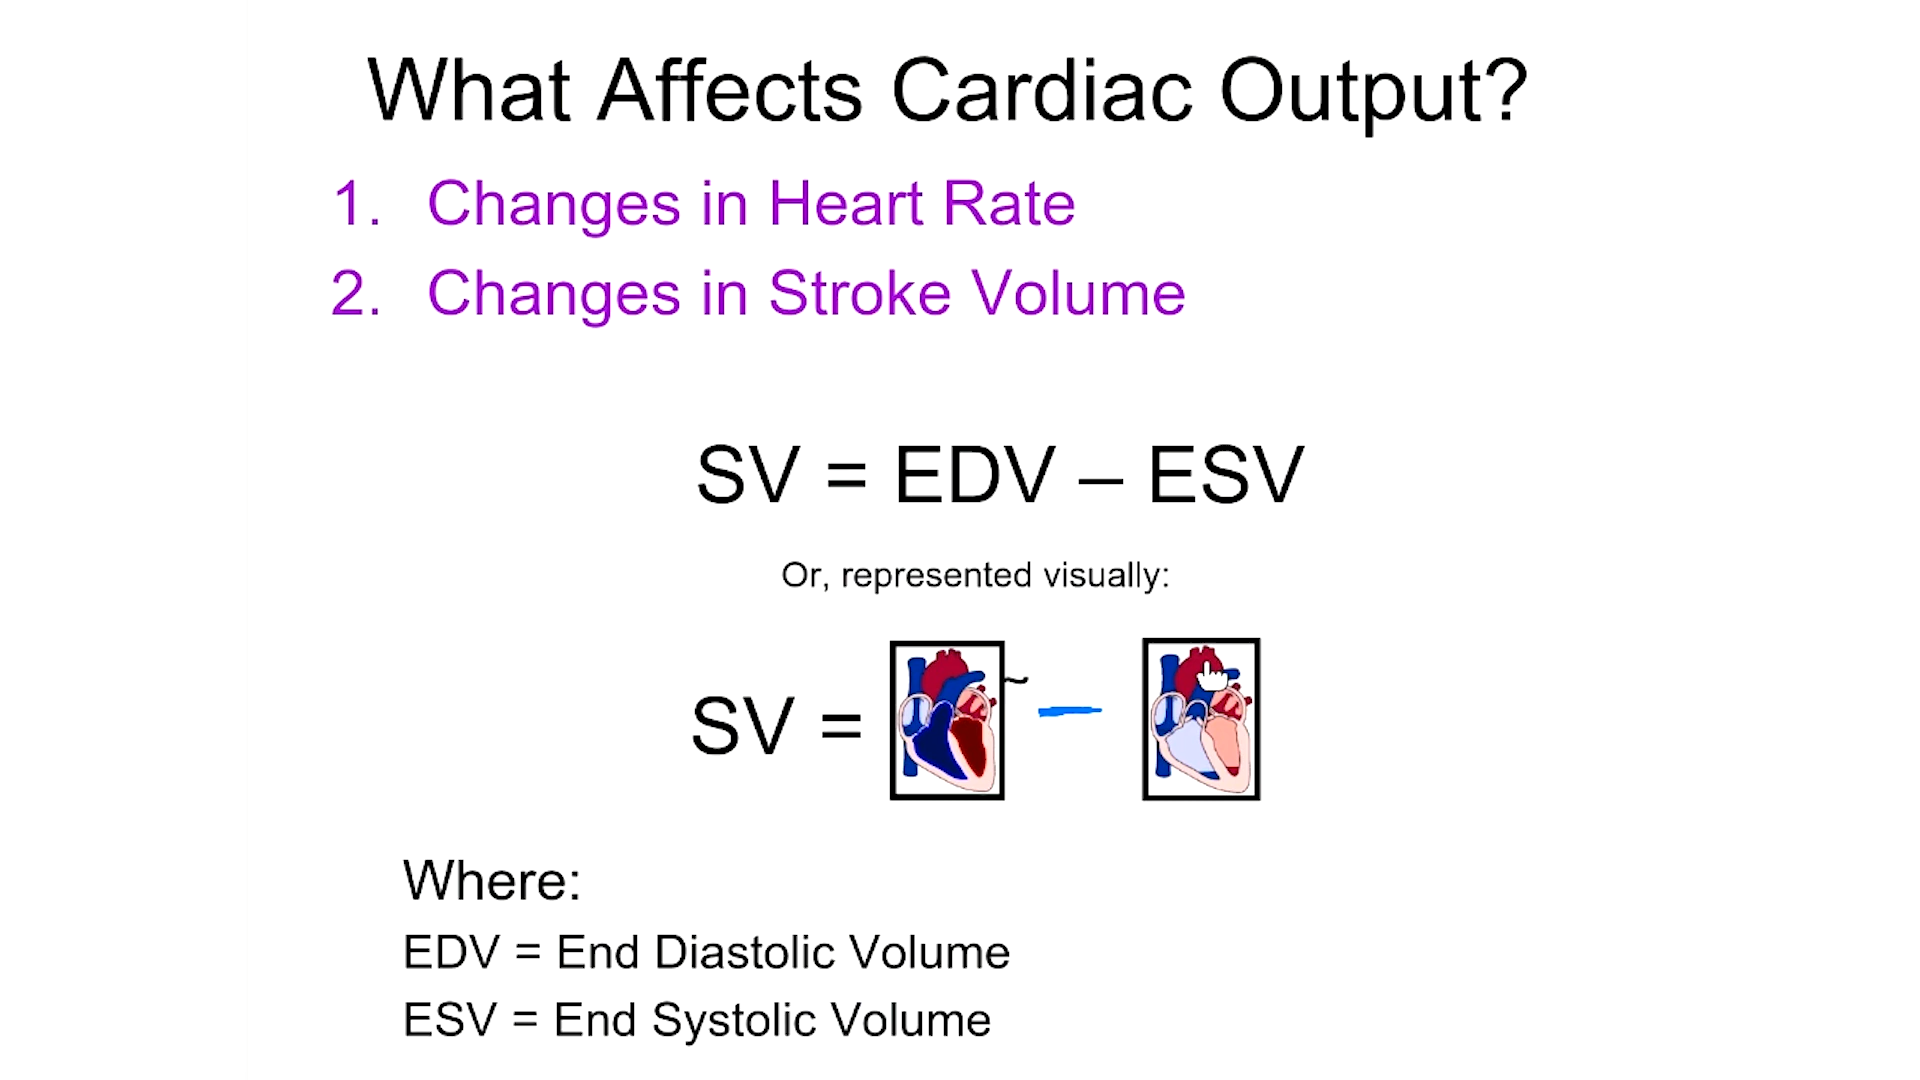 What Affects Cardiac Output?
1. Changes in Heart Rate
2. Changes in Stroke Volume
SV = EDV – ESV
Or, represented visually:
SV = ~ –
Where:
EDV = End Diastolic Volume
ESV = End Systolic Volume